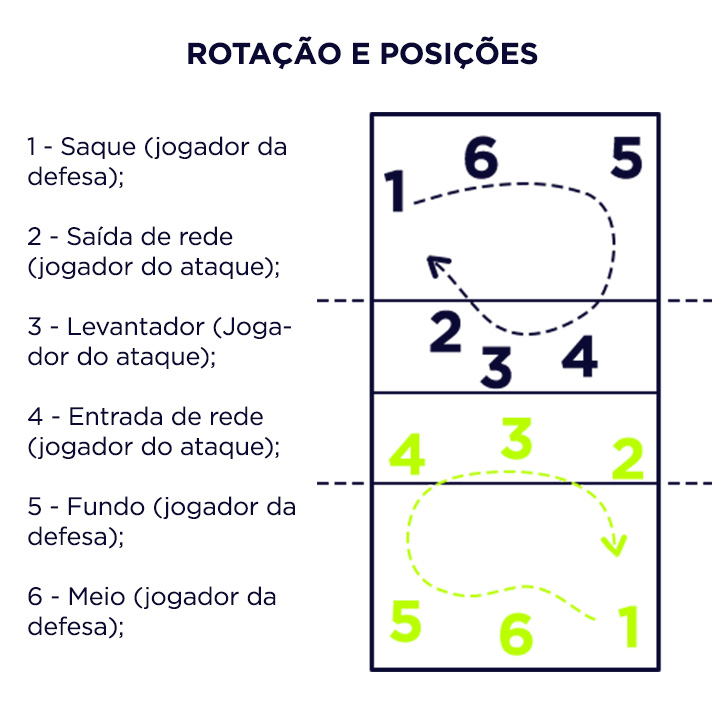 ROTAÇÃO E POSIÇÕES
1 - Saque (jogador da
defesa);
2 - Saída de rede
(jogador do ataque);
3 - Levantador (Joga-
dor do ataque);
4 - Entrada de rede
(jogador do ataque);
5 - Fundo (jogador da
defesa);
6 - Meio (jogador da
defesa);
1 6 5
2 3 4
4 3 2
5 6 1